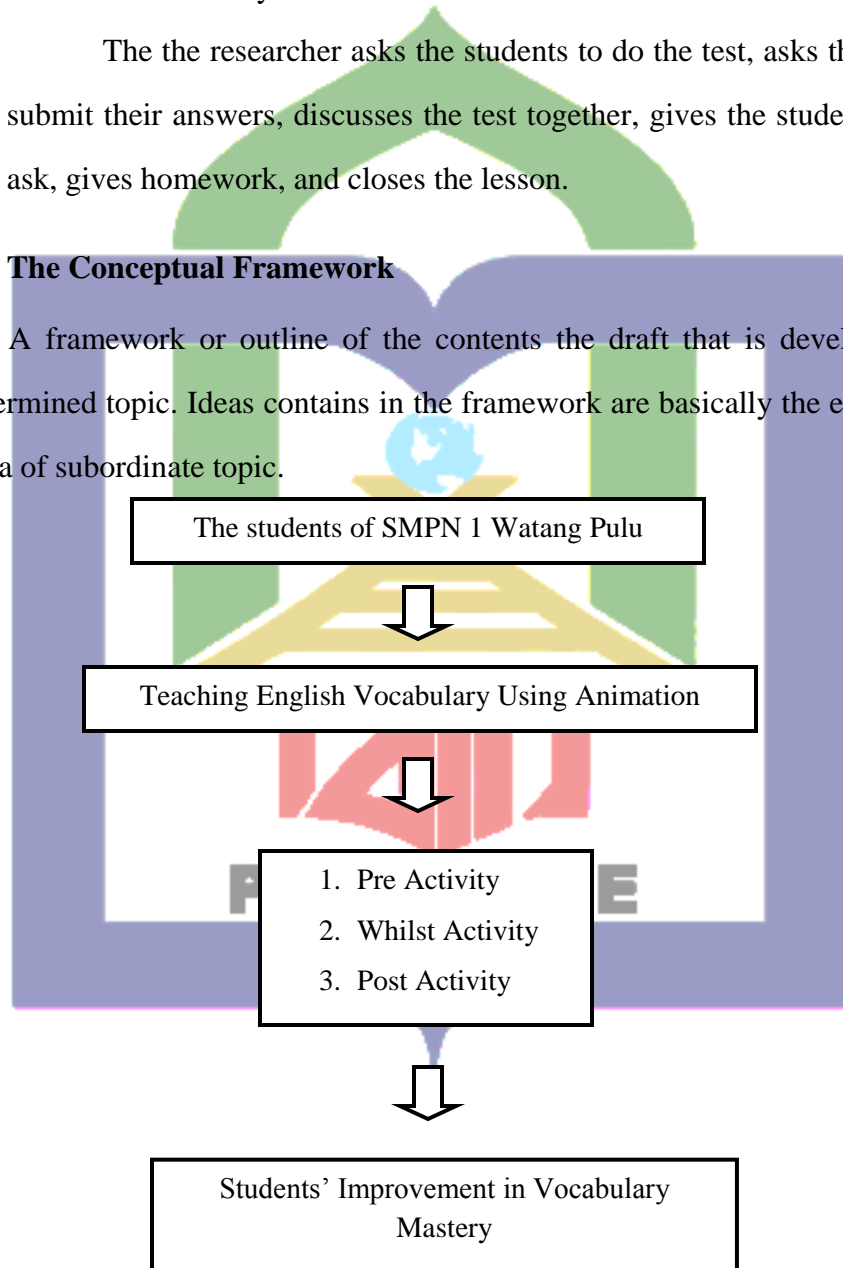 The the researcher asks the students to do the test, asks
submit their answers, discusses the test together, gives the
ask, gives homework, and closes the lesson.
The Conceptual Framework
A framework or outline of the contents the draft that is
topic. Ideas contains in the framework are basically the
of subordinate topic.
The students of SMPN 1 Watang Pulu
Teaching English Vocabulary Using Animation
1. Pre Activity
2. Whilst Activity
3. Post Activity
P
E
Students’ Improvement in Vocabulary
Mastery